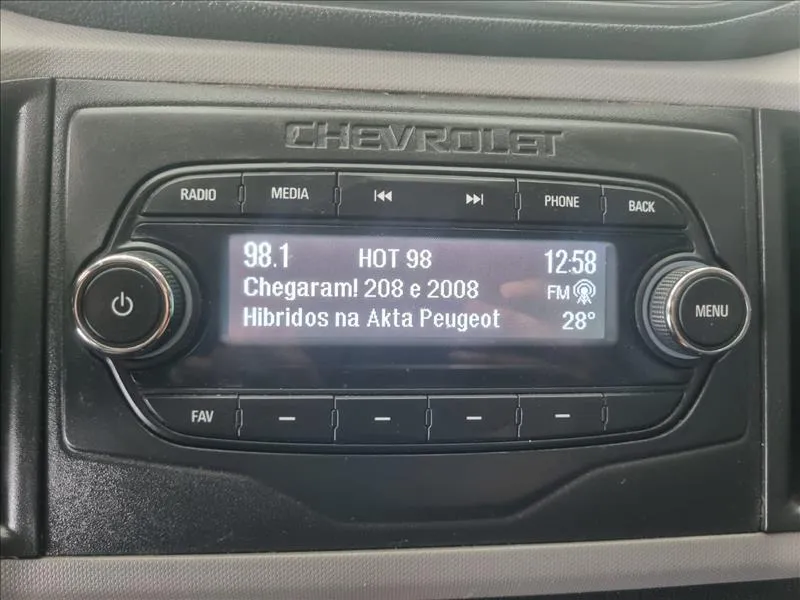 CHEVROLET
RADIO MEDIA PHONE BACK
98.1 HOT 98 12:58
Chegaram! 208 e 2008 FM
Hibridos na Akta Peugeot 28°
MENU
FAV